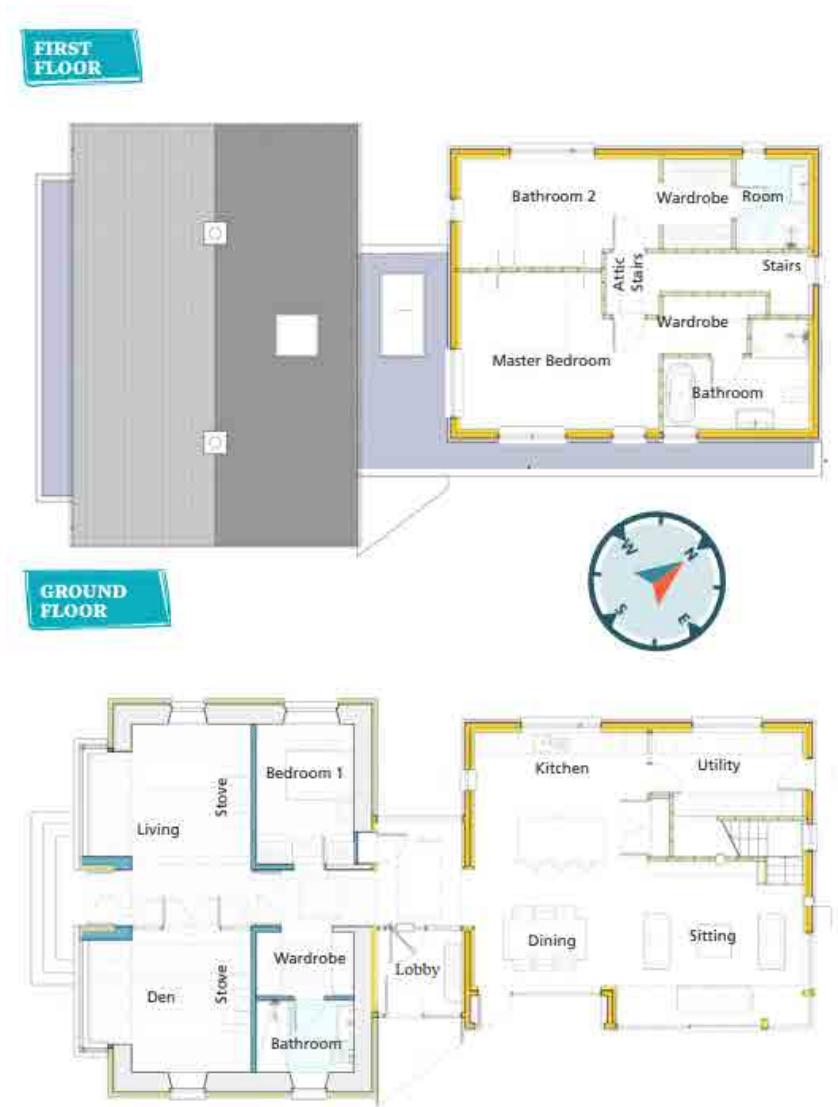 FIRST
FLOOR
Bathroom 2
Wardrobe
Room
Attic
Stairs
Stairs
Wardrobe
Master Bedroom
Bathroom
N
E
S
W
GROUND
FLOOR
Kitchen
Utility
Bedroom 1
Stove
Living
Dining
Sitting
Wardrobe
Lobby
Den
Stove
Bathroom